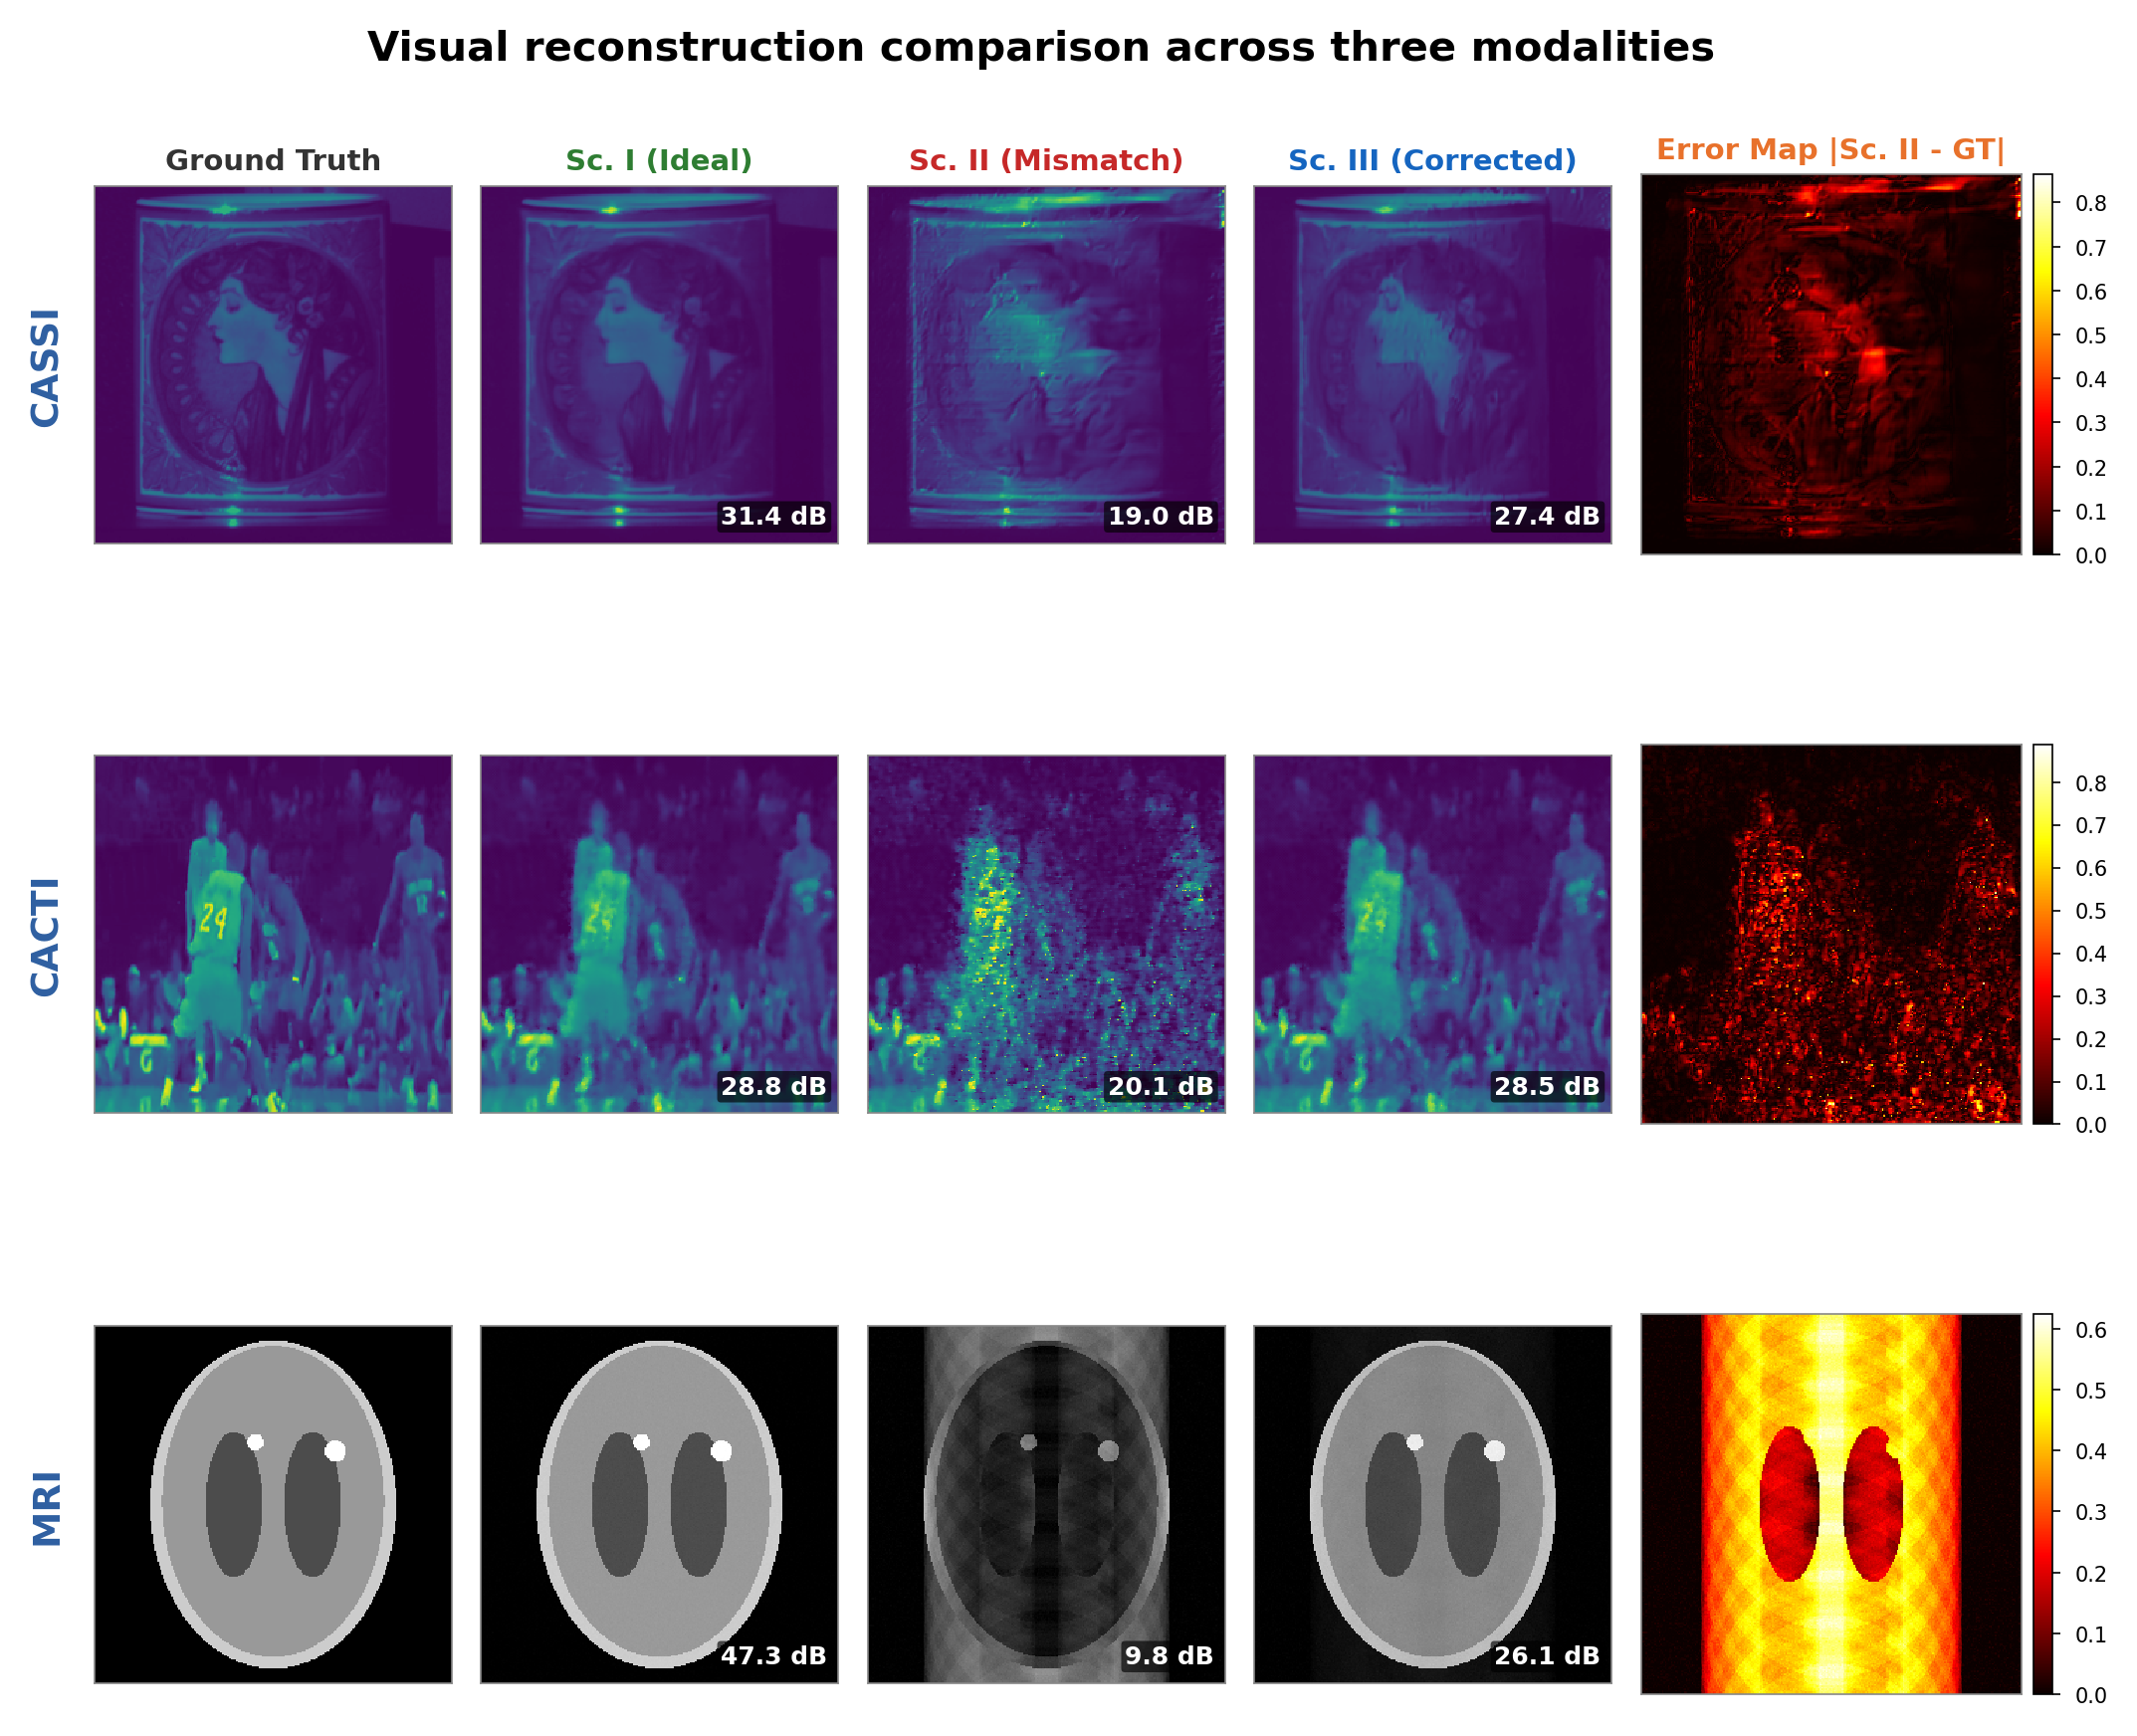 Visual reconstruction comparison across three modalities
Ground Truth
Sc. I (Ideal)
Sc. II (Mismatch)
Sc. III (Corrected)
Error Map |Sc. II - GT|
CASSI
31.4 dB
19.0 dB
27.4 dB
0.8
0.7
0.6
0.5
0.4
0.3
0.2
0.1
0.0
CACTI
24
28.8 dB
20.1 dB
28.5 dB
0.8
0.7
0.6
0.5
0.4
0.3
0.2
0.1
0.0
MRI
47.3 dB
9.8 dB
26.1 dB
0.6
0.5
0.4
0.3
0.2
0.1
0.0